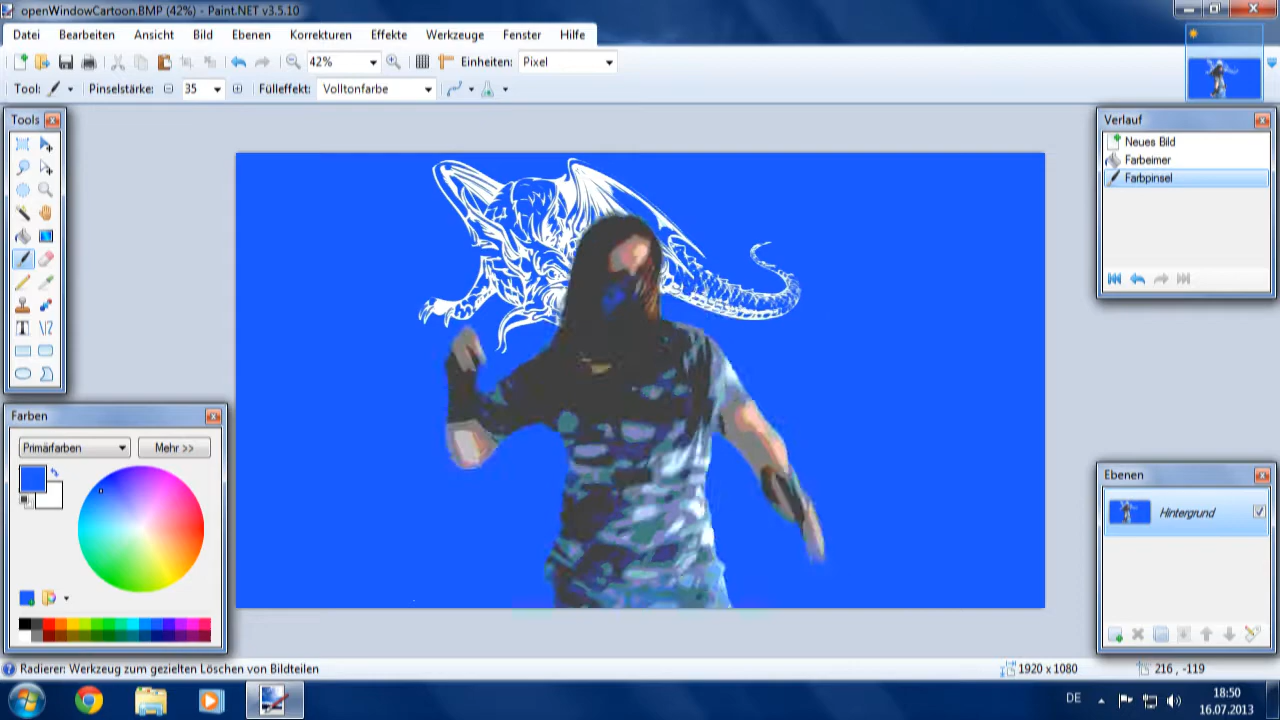 openWindowCartoon.BMP (42%) - Paint.NET v3.5.10
Datei Bearbeiten Ansicht Bild Ebenen Korrekturen Effekte Werkzeuge Fenster Hilfe
42% Einheiten: Pixel
Tool: Pinselstärke: 35 Fülleffekt: Volltonfarbe
Tools
Verlauf
Neues Bild
Farbeimer
Farbpinsel
Farben
Primärfarben Mehr >>
Ebenen
Hintergrund
Radierer: Werkzeug zum gezielten Löschen von Bildteilen
1920 x 1080
216 , -119
DE
18:50
16.07.2013